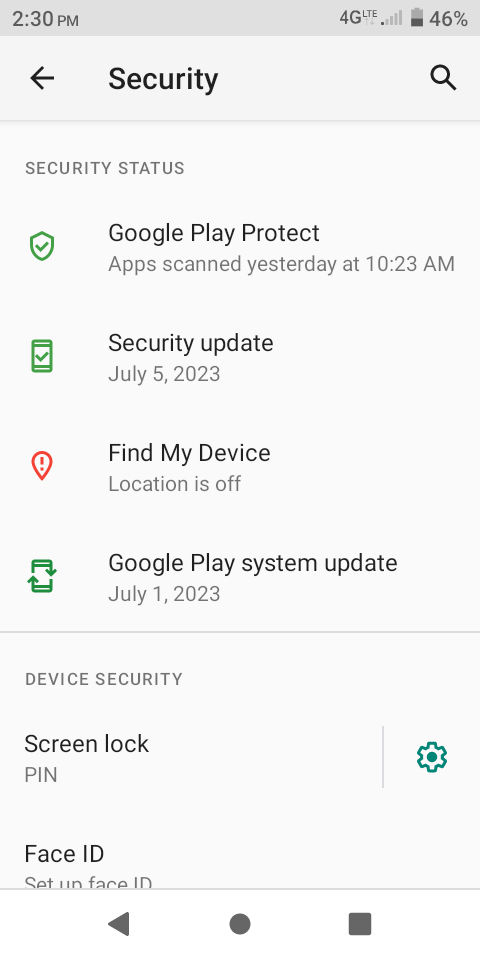 2:30 PM 4G LTE 46%
Security
SECURITY STATUS
Google Play Protect
Apps scanned yesterday at 10:23 AM
Security update
July 5, 2023
Find My Device
Location is off
Google Play system update
July 1, 2023
DEVICE SECURITY
Screen lock
PIN
Face ID
Set up face ID